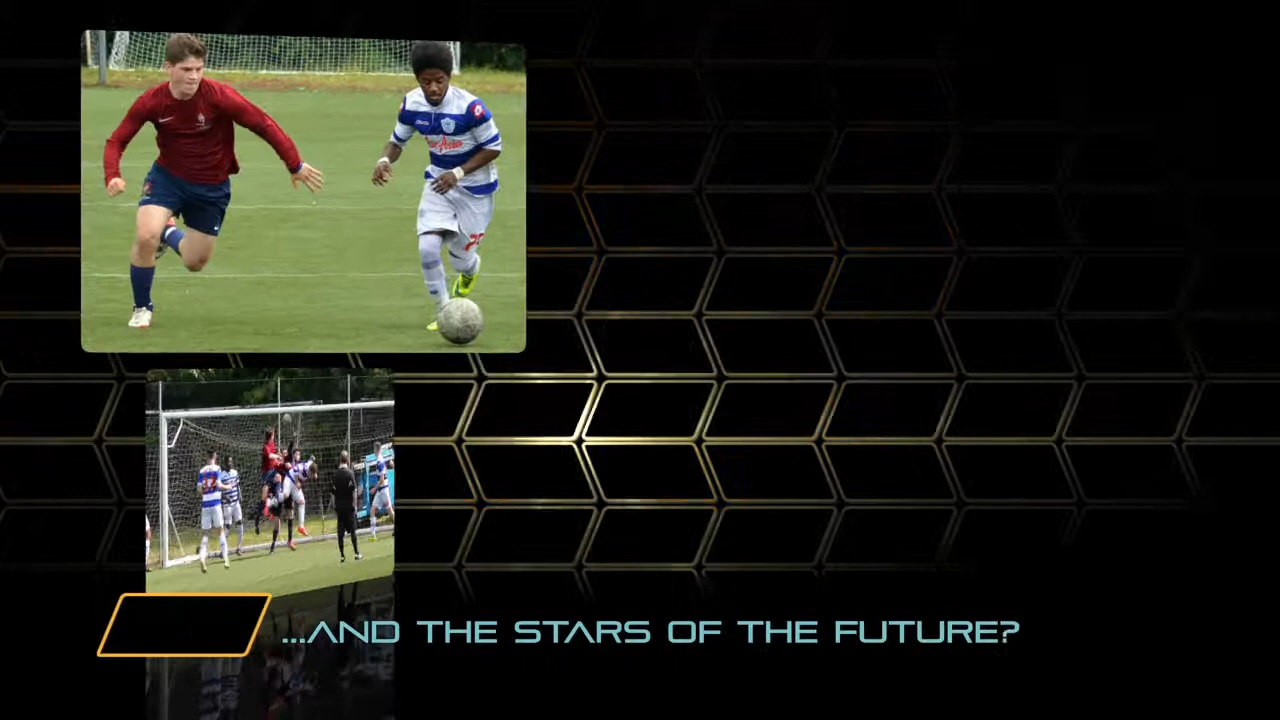 ...AND THE STARS OF THE FUTURE?